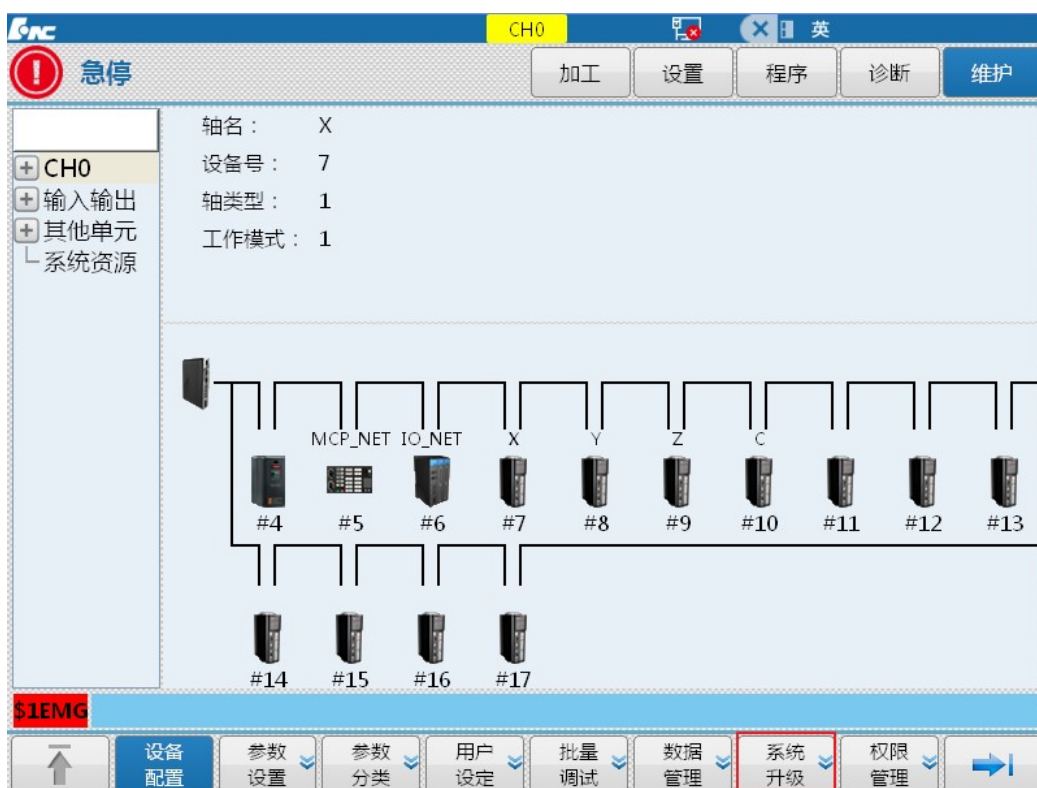 HNC
CH0
英
急停
加工 设置 程序 诊断 维护
轴名： X
设备号： 7
轴类型： 1
工作模式： 1
CH0
输入输出
其他单元
系统资源
MCP_NET IO_NET X Y Z C
#4 #5 #6 #7 #8 #9 #10 #11 #12 #13
#14 #15 #16 #17
$1EMG
设备
配置
参数
设置
参数
分类
用户
设定
批量
调试
数据
管理
系统
升级
权限
管理